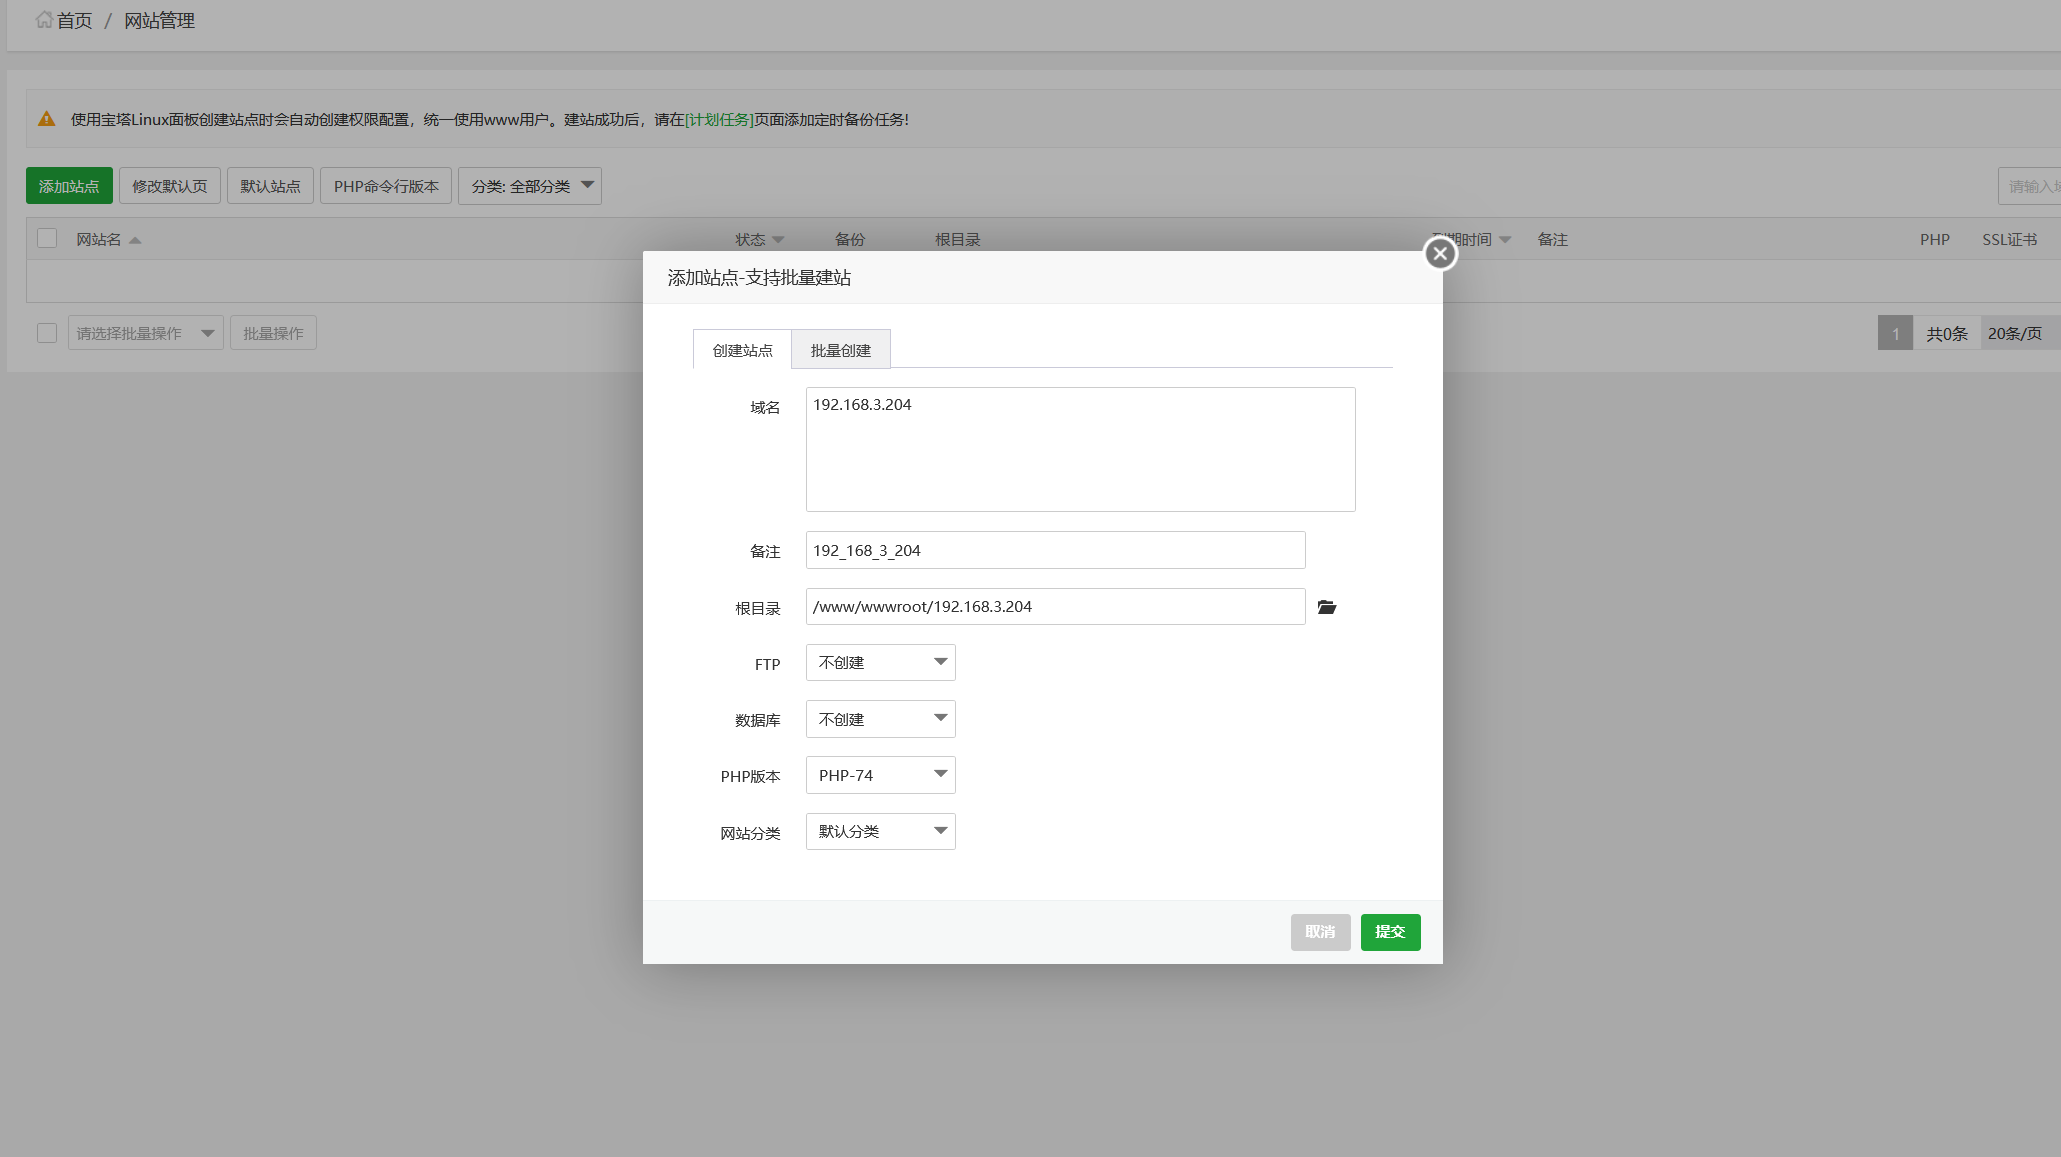 首页 / 网站管理
使用宝塔Linux面板创建站点时会自动创建权限配置，统一使用www用户。建站成功后，请在[计划任务]页面添加定时备份任务!
添加站点 修改默认页 默认站点 PHP命令行版本 分类: 全部分类 请输入
网站名 状态 备份 根目录 期时间 备注 PHP SSL证书
请选择批量操作 批量操作 1 共0条 20条/页
添加站点-支持批量建站
创建站点 批量创建
域名 192.168.3.204
备注 192_168_3_204
根目录 /www/wwwroot/192.168.3.204
FTP 不创建
数据库 不创建
PHP版本 PHP-74
网站分类 默认分类
取消 提交